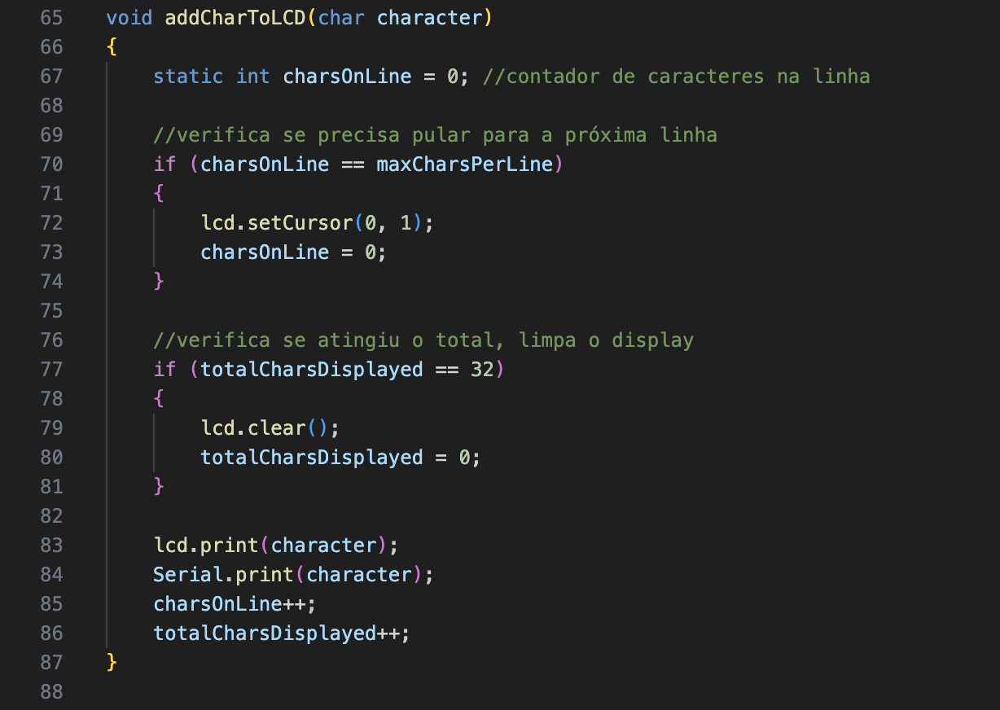 65 void addCharToLCD(char character)
66 {
67     static int charsOnLine = 0; //contador de caracteres na linha
68
69     //verifica se precisa pular para a próxima linha
70     if (charsOnLine == maxCharsPerLine)
71     {
72         lcd.setCursor(0, 1);
73         charsOnLine = 0;
74     }
75
76     //verifica se atingiu o total, limpa o display
77     if (totalCharsDisplayed == 32)
78     {
79         lcd.clear();
80         totalCharsDisplayed = 0;
81     }
82
83     lcd.print(character);
84     Serial.print(character);
85     charsOnLine++;
86     totalCharsDisplayed++;
87 }
88